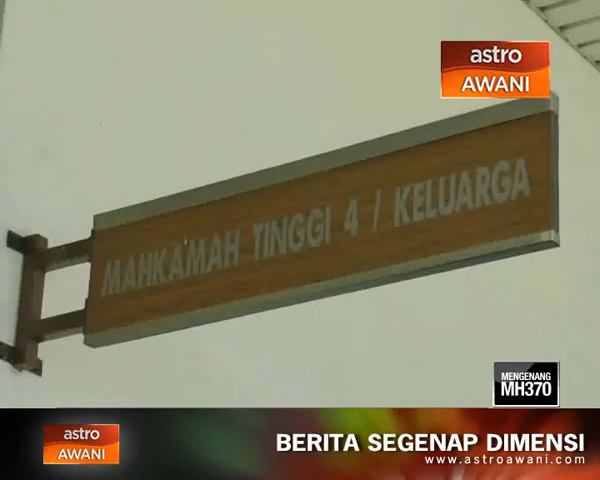 astro
AWANI
MAHKAMAH TINGGI 4 / KELUARGA
MENGENANG
MH370
astro
AWANI
BERITA SEGENAP DIMENSI
www.astroawani.com